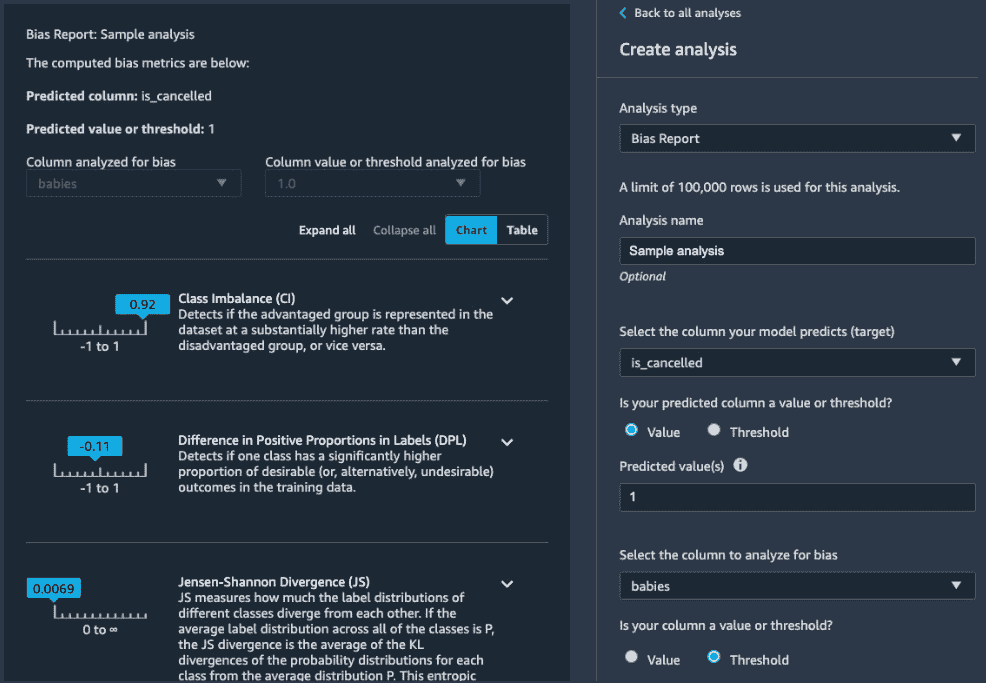 Bias Report: Sample analysis
The computed bias metrics are below:
Predicted column: is_cancelled
Predicted value or threshold: 1
Column analyzed for bias
babies
Column value or threshold analyzed for bias
1.0
Expand all
Collapse all
Chart
Table
0.92
-1 to 1
Class Imbalance (CI)
Detects if the advantaged group is represented in the
dataset at a substantially higher rate than the
disadvantaged group, or vice versa.
-0.11
-1 to 1
Difference in Positive Proportions in Labels (DPL)
Detects if one class has a significantly higher
proportion of desirable (or, alternatively, undesirable)
outcomes in the training data.
0.0069
0 to ∞
Jensen-Shannon Divergence (JS)
JS measures how much the label distributions of
different classes diverge from each other. If the
average label distribution across all of the classes is P,
the JS divergence is the average of the KL
divergences of the probability distributions for each
class from the average distribution P. This entropic
Back to all analyses
Create analysis
Analysis type
Bias Report
A limit of 100,000 rows is used for this analysis.
Analysis name
Sample analysis
Optional
Select the column your model predicts (target)
is_cancelled
Is your predicted column a value or threshold?
Value
Threshold
Predicted value(s)
1
Select the column to analyze for bias
babies
Is your column a value or threshold?
Value
Threshold